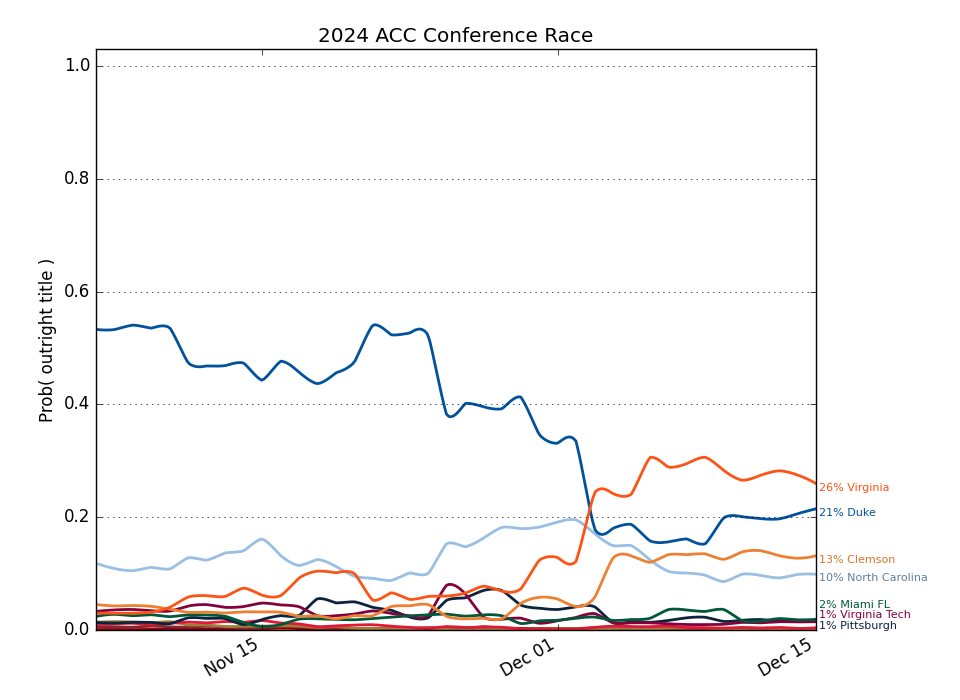 2024 ACC Conference Race
Prob( outright title )
1.0
0.8
0.6
0.4
0.2
0.0
Nov 15
Dec 01
Dec 15
26% Virginia
21% Duke
13% Clemson
10% North Carolina
2% Miami FL
1% Virginia Tech
1% Pittsburgh